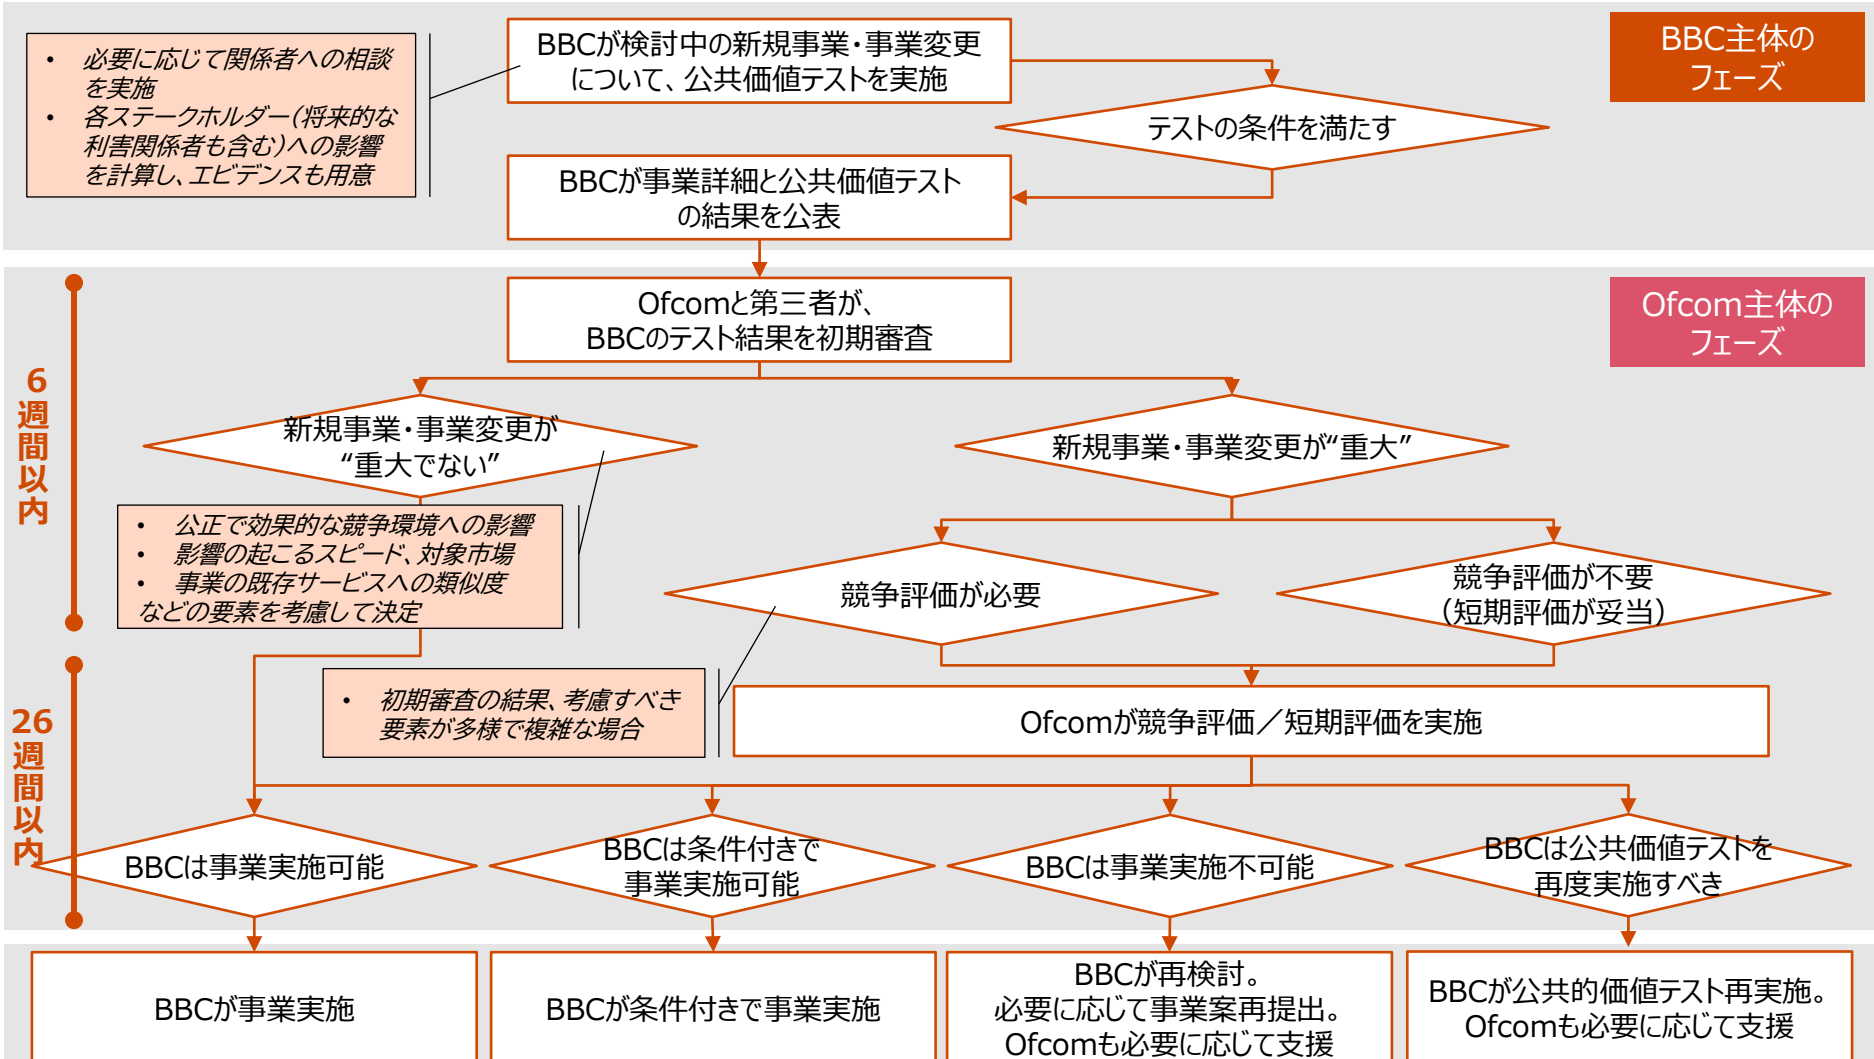 BBCが検討中の新規事業・事業変更
について、公共価値テストを実施
BBC主体の
フェーズ
• 必要に応じて関係者への相談
を実施
• 各ステークホルダー(将来的な
利害関係者も含む)への影響
を計算し、エビデンスも用意
テストの条件を満たす
BBCが事業詳細と公共価値テスト
の結果を公表
Ofcomと第三者が、
BBCのテスト結果を初期審査
Ofcom主体の
フェーズ
6週間以内
新規事業・事業変更が
“重大でない”
新規事業・事業変更が“重大”
• 公正で効果的な競争環境への影響
• 影響の起こるスピード、対象市場
• 事業の既存サービスへの類似度
などの要素を考慮して決定
競争評価が必要
競争評価が不要
(短期評価が妥当)
26週間以内
• 初期審査の結果、考慮すべき
要素が多様で複雑な場合
Ofcomが競争評価／短期評価を実施
BBCは事業実施可能
BBCは条件付きで
事業実施可能
BBCは事業実施不可能
BBCは公共価値テストを
再度実施すべき
BBCが事業実施
BBCが条件付きで事業実施
BBCが再検討。
必要に応じて事業案再提出。
Ofcomも必要に応じて支援
BBCが公共的価値テスト再実施。
Ofcomも必要に応じて支援